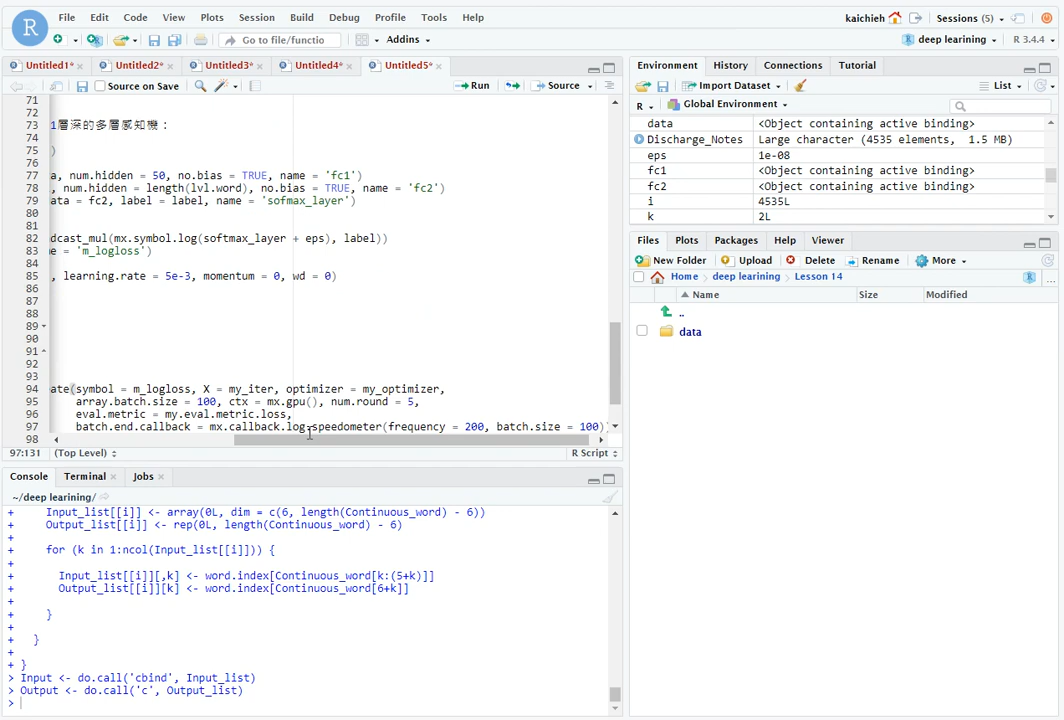 File Edit Code View Plots Session Build Debug Profile Tools Help
kaichieh Sessions (5)
Go to file/functio Addins
deep learining R 3.4.4
Untitled1* Untitled2* Untitled3* Untitled4* Untitled5*
Source on Save Run Source
71
72
73 1層深的多層感知機：
74
75 )
76
77 a, num.hidden = 50, no.bias = TRUE, name = 'fc1')
78 , num.hidden = length(lvl.word), no.bias = TRUE, name = 'fc2')
79 ata = fc2, label = label, name = 'sofmax_layer')
80
81
82 dcast_mul(mx.symbol.log(softmax_layer + eps), label))
83 e = 'm_logloss')
84
85 , learning.rate = 5e-3, momentum = 0, wd = 0)
86
87
88
89
90
91
92
93
94 ate(symbol = m_logloss, X = my_iter, optimizer = my_optimizer,
95 array.batch.size = 100, ctx = mx.gpu(), num.round = 5,
96 eval.metric = my.eval.metric.loss,
97 batch.end.callback = mx.callback.log.speedometer(frequency = 200, batch.size = 100))
98
97:131 (Top Level) R Script
Console Terminal Jobs
~/deep learining/
+ Input_list[[i]] <- array(0L, dim = c(6, length(Continuous_word) - 6))
+ Output_list[[i]] <- rep(0L, length(Continuous_word) - 6)
+
+ for (k in 1:ncol(Input_list[[i]])) {
+
+ Input_list[[i]][,k] <- word.index[Continuous_word[k:(5+k)]]
+ Output_list[[i]][k] <- word.index[Continuous_word[6+k]]
+
+ }
+
+ }
+
+ }
> Input <- do.call('cbind', Input_list)
> Output <- do.call('c', Output_list)
>
Environment History Connections Tutorial
Import Dataset List
R Global Environment
data <Object containing active binding>
Discharge_Notes Large character (4535 elements, 1.5 MB)
eps 1e-08
fc1 <Object containing active binding>
fc2 <Object containing active binding>
i 4535L
k 2L
Files Plots Packages Help Viewer
New Folder Upload Delete Rename More
Home deep learining Lesson 14
Name Size Modified
..
data